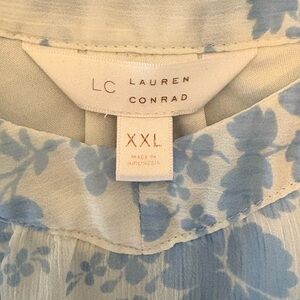 LC LAUREN
CONRAD
XXL
MADE IN
INDONESIA